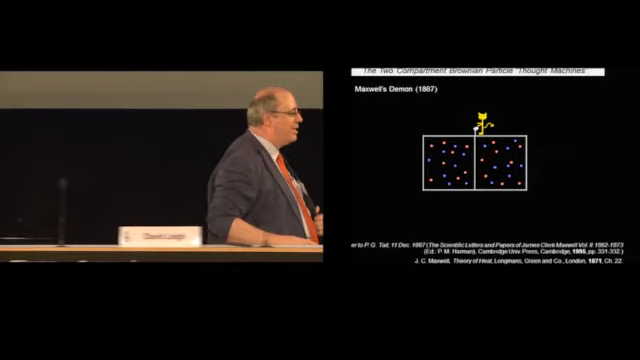 The Two Compartment Brownian Particle Thought Machines
Maxwell's Demon (1867)
er to P. G. Tait, 11 Dec. 1867 (The Scientific Letters and Papers of James Clerk Maxwell Vol. II 1862-1873
(Ed.: P. M. Harman), Cambridge Univ. Press, Cambridge, 1995, pp. 331-332.)
J. C. Maxwell, Theory of Heat, Longmans, Green and Co., London, 1871, Ch. 22.
David